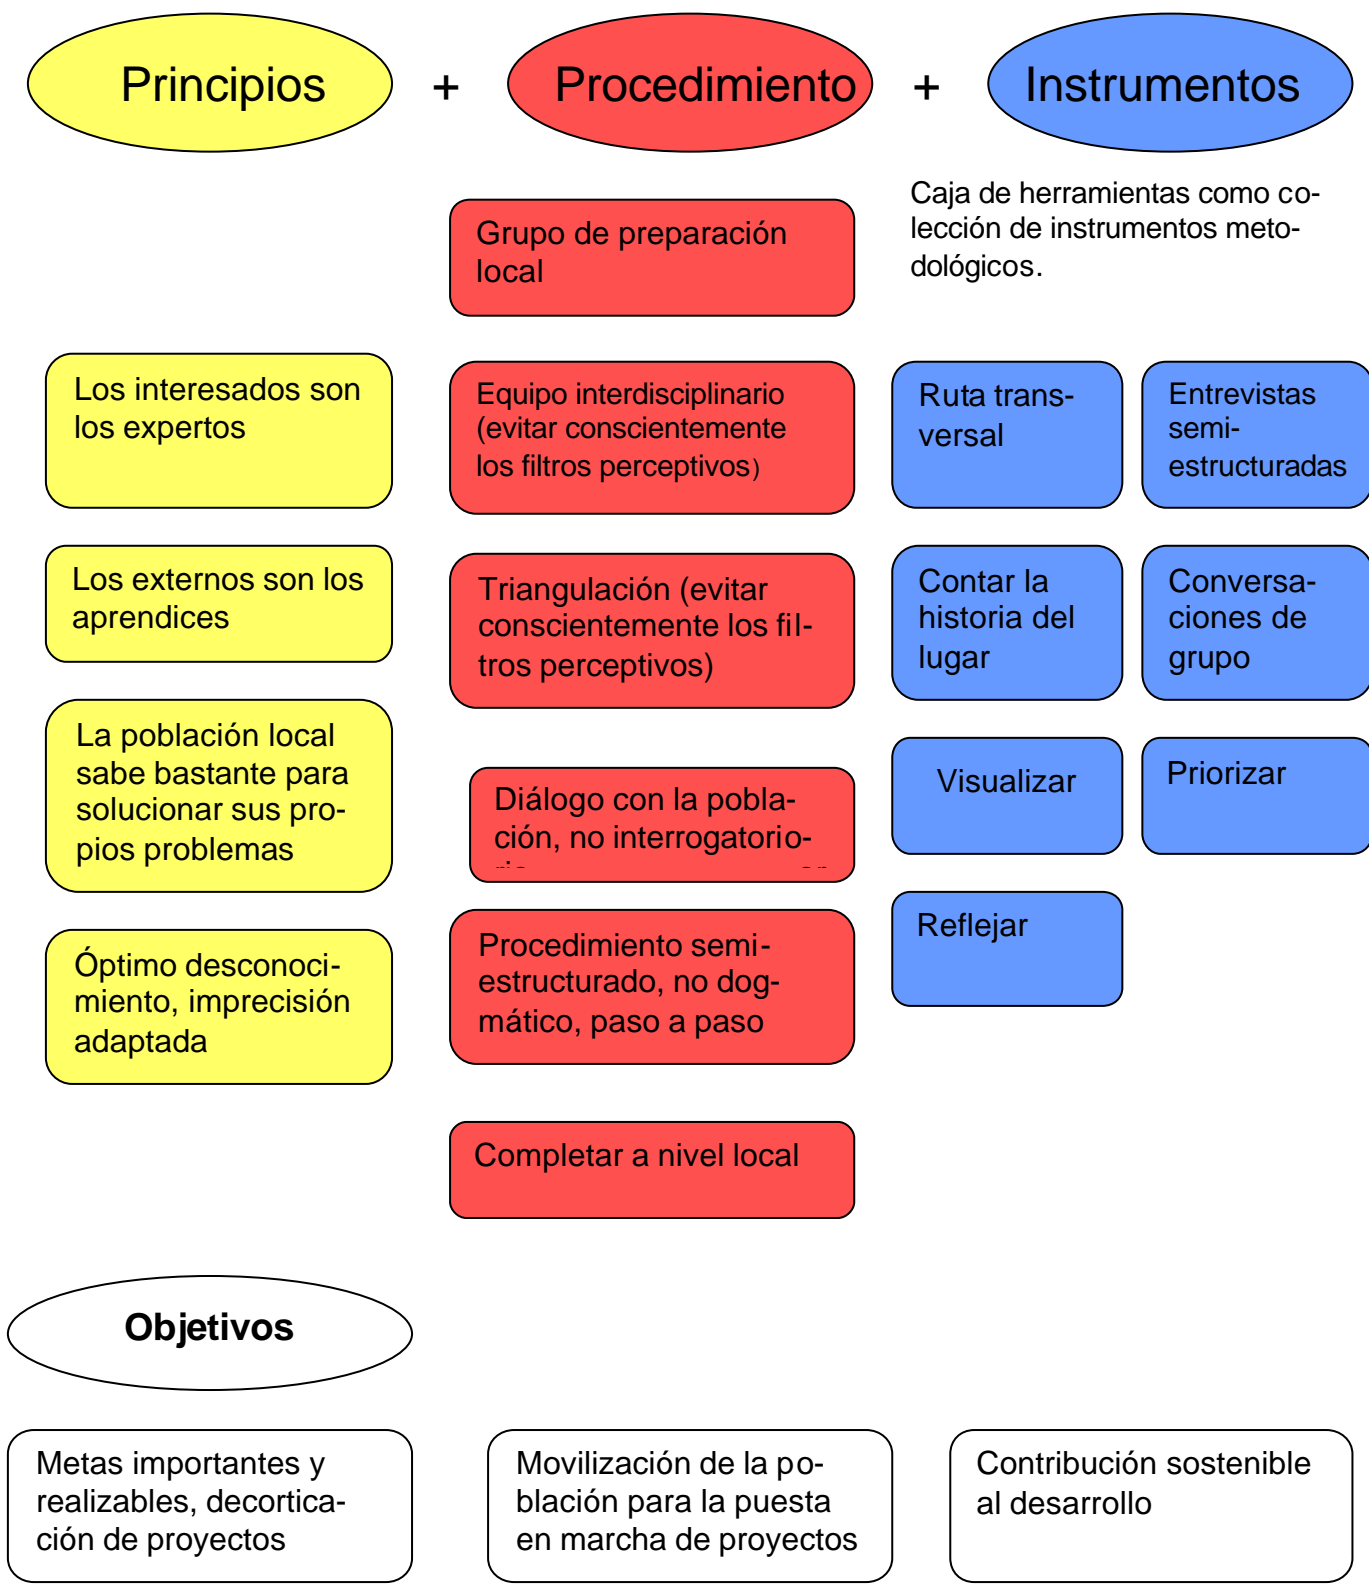 Principios
+
Procedimiento
+
Instrumentos
Caja de herramientas como co-
lección de instrumentos meto-
dológicos.
Grupo de preparación
local
Los interesados son
los expertos
Equipo interdisciplinario
(evitar conscientemente
los filtros perceptivos)
Ruta trans-
versal
Entrevistas
semi-
estructuradas
Los externos son los
aprendices
Triangulación (evitar
conscientemente los fil-
tros perceptivos)
Contar la
historia del
lugar
Conversa-
ciones de
grupo
La población local
sabe bastante para
solucionar sus pro-
pios problemas
Diálogo con la pobla-
ción, no interrogatorio-
Visualizar
Priorizar
Óptimo desconoci-
miento, imprecisión
adaptada
Procedimiento semi-
estructurado, no dog-
mático, paso a paso
Reflejar
Completar a nivel local
Objetivos
Metas importantes y
realizables, decortica-
ción de proyectos
Movilización de la po-
blación para la puesta
en marcha de proyectos
Contribución sostenible
al desarrollo